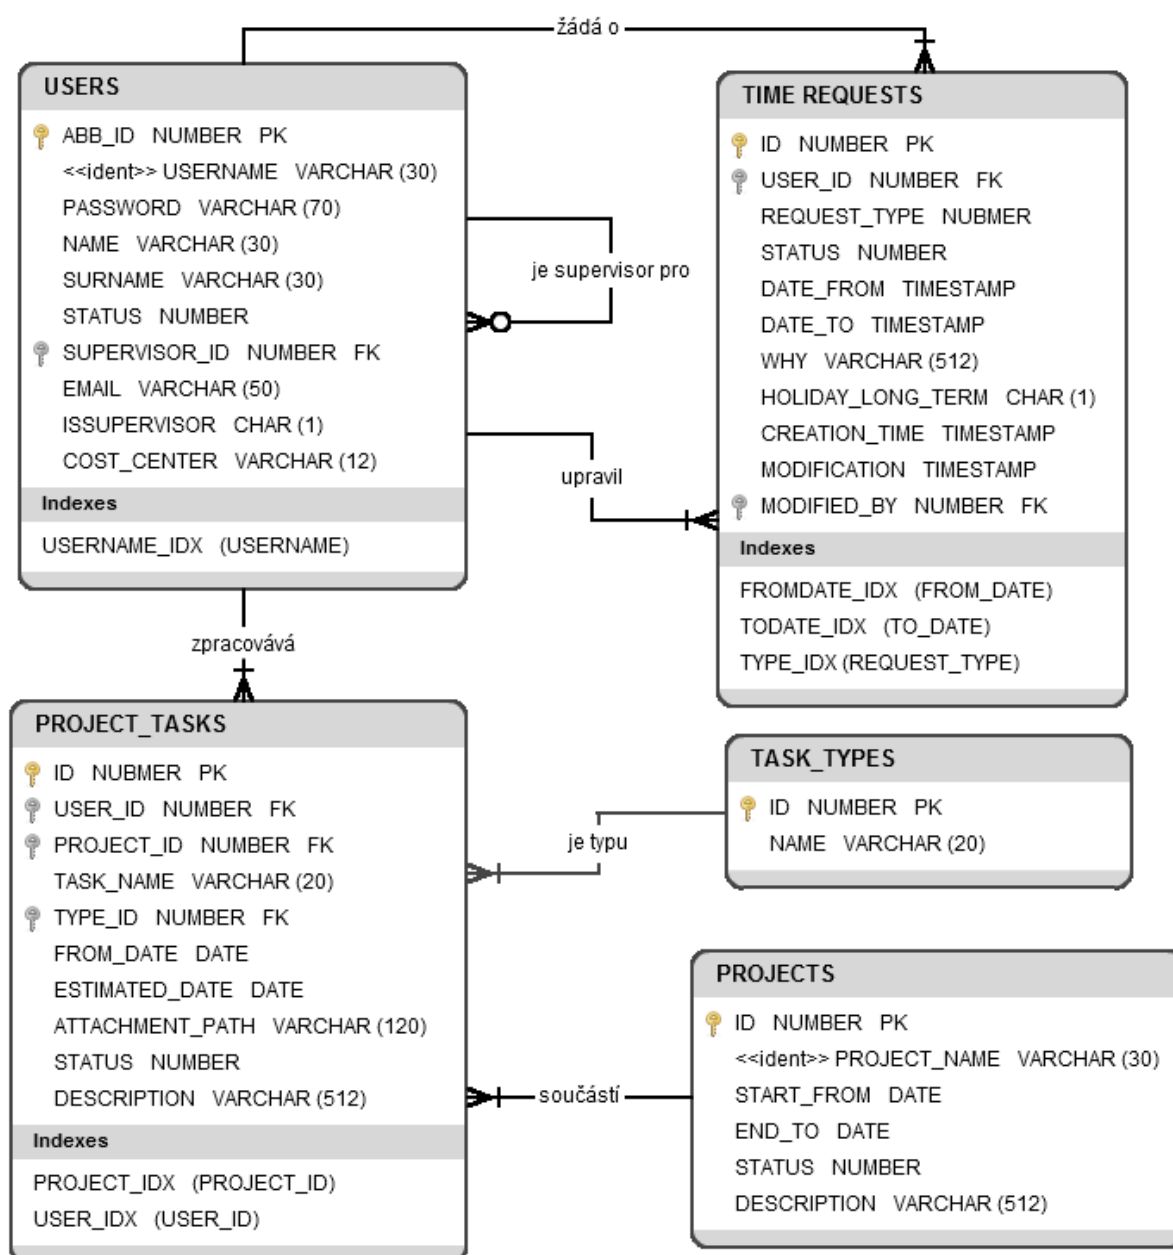 žádá o
USERS
ABB_ID NUMBER PK
<<ident>> USERNAME VARCHAR (30)
PASSWORD VARCHAR (70)
NAME VARCHAR (30)
SURNAME VARCHAR (30)
STATUS NUMBER
SUPERVISOR_ID NUMBER FK
EMAIL VARCHAR (50)
ISSUPERVISOR CHAR (1)
COST_CENTER VARCHAR (12)
Indexes
USERNAME_IDX (USERNAME)
je supervisor pro
upravil
TIME REQUESTS
ID NUMBER PK
USER_ID NUMBER FK
REQUEST_TYPE NUBMER
STATUS NUMBER
DATE_FROM TIMESTAMP
DATE_TO TIMESTAMP
WHY VARCHAR (512)
HOLIDAY_LONG_TERM CHAR (1)
CREATION_TIME TIMESTAMP
MODIFICATION TIMESTAMP
MODIFIED_BY NUMBER FK
Indexes
FROMDATE_IDX (FROM_DATE)
TODATE_IDX (TO_DATE)
TYPE_IDX (REQUEST_TYPE)
zpracovává
PROJECT_TASKS
ID NUBMER PK
USER_ID NUMBER FK
PROJECT_ID NUMBER FK
TASK_NAME VARCHAR (20)
TYPE_ID NUMBER FK
FROM_DATE DATE
ESTIMATED_DATE DATE
ATTACHMENT_PATH VARCHAR (120)
STATUS NUMBER
DESCRIPTION VARCHAR (512)
Indexes
PROJECT_IDX (PROJECT_ID)
USER_IDX (USER_ID)
je typu
TASK_TYPES
ID NUMBER PK
NAME VARCHAR (20)
součástí
PROJECTS
ID NUMBER PK
<<ident>> PROJECT_NAME VARCHAR (30)
START_FROM DATE
END_TO DATE
STATUS NUMBER
DESCRIPTION VARCHAR (512)